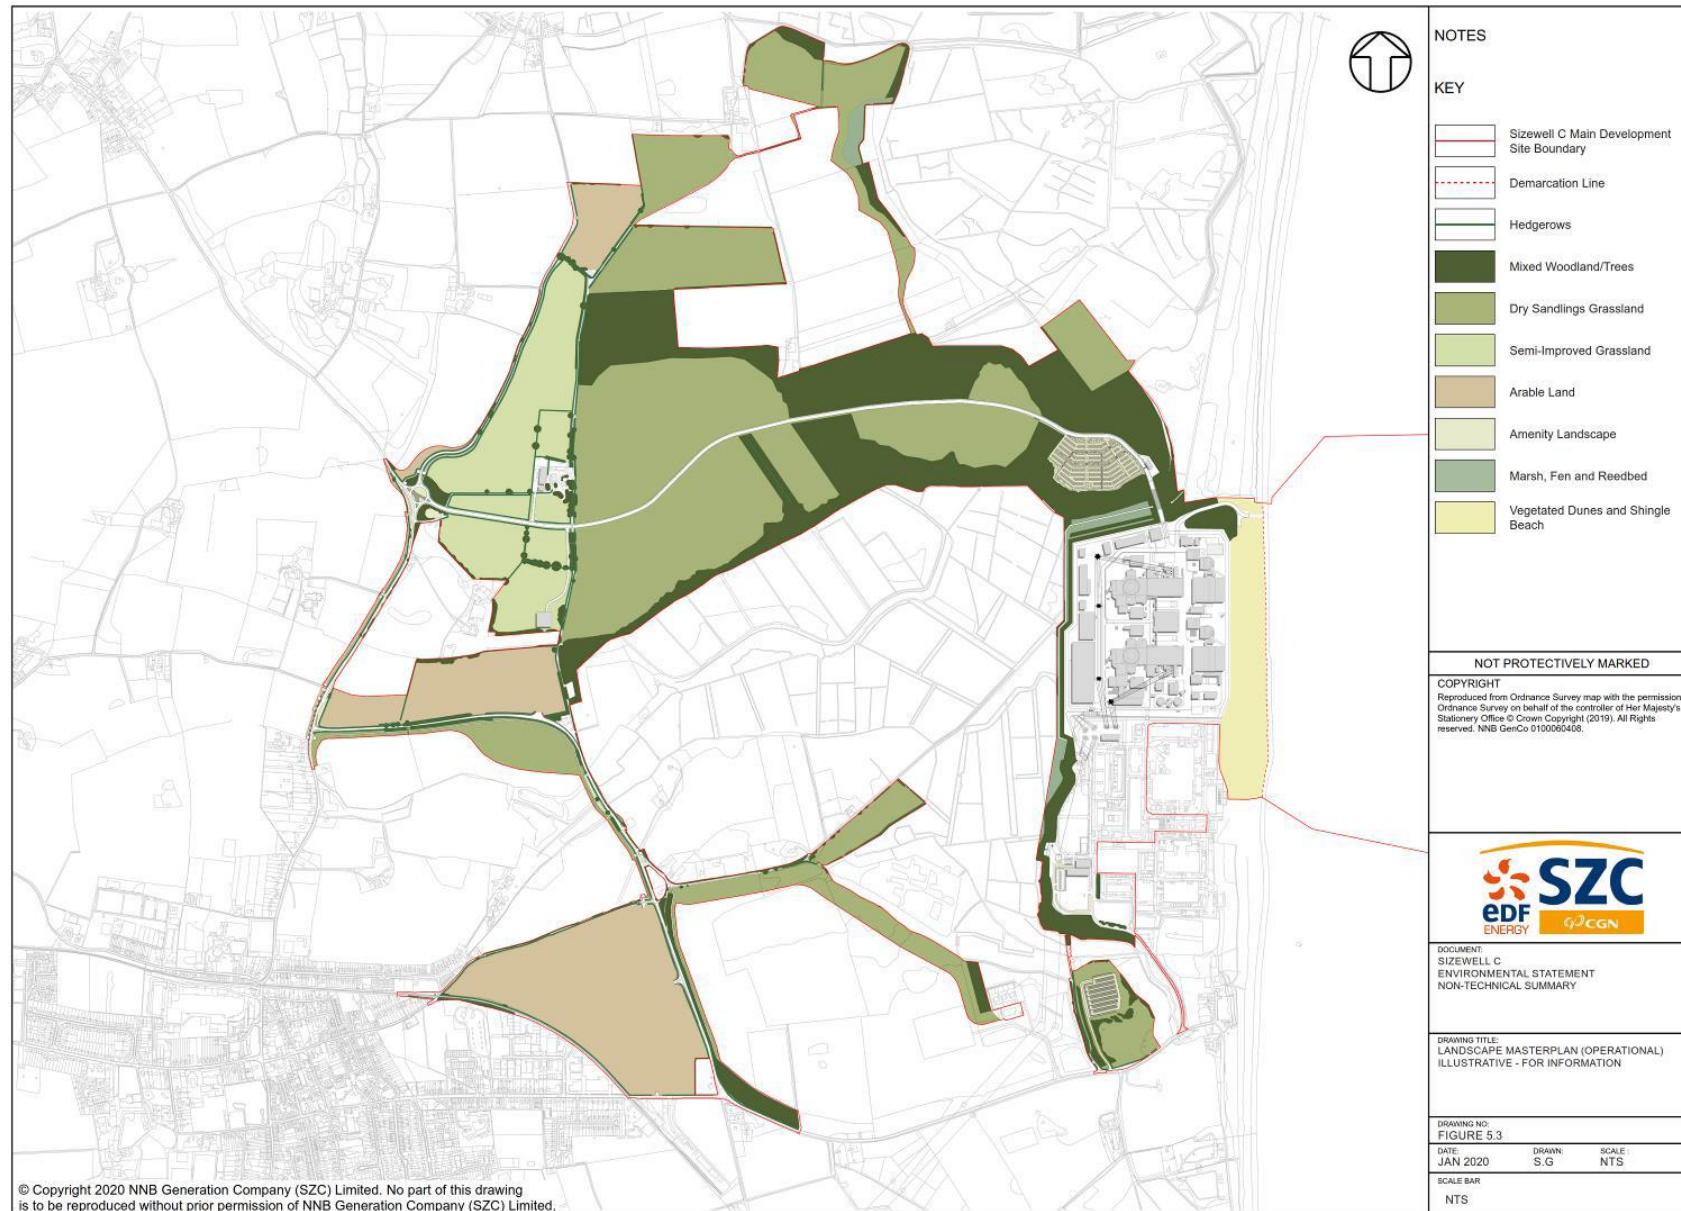 NOTES
KEY
Sizewell C Main Development
Site Boundary
Demarcation Line
Hedgerows
Mixed Woodland/Trees
Dry Sandlings Grassland
Semi-Improved Grassland
Arable Land
Amenity Landscape
Marsh, Fen and Reedbed
Vegetated Dunes and Shingle
Beach
NOT PROTECTIVELY MARKED
COPYRIGHT
Reproduced from Ordnance Survey map with the permission
Ordnance Survey on behalf of the controller of Her Majesty's
Stationery Office © Crown Copyright (2019). All Rights
reserved. NNB GenCo 0100060408.
eDF
ENERGY
SZC
CGN
DOCUMENT:
SIZEWELL C
ENVIRONMENTAL STATEMENT
NON-TECHNICAL SUMMARY
DRAWING TITLE:
LANDSCAPE MASTERPLAN (OPERATIONAL)
ILLUSTRATIVE - FOR INFORMATION
DRAWING NO:
FIGURE 5.3
DATE: DRAWN: SCALE :
JAN 2020 S.G NTS
SCALE BAR
NTS
© Copyright 2020 NNB Generation Company (SZC) Limited. No part of this drawing
is to be reproduced without prior permission of NNB Generation Company (SZC) Limited.